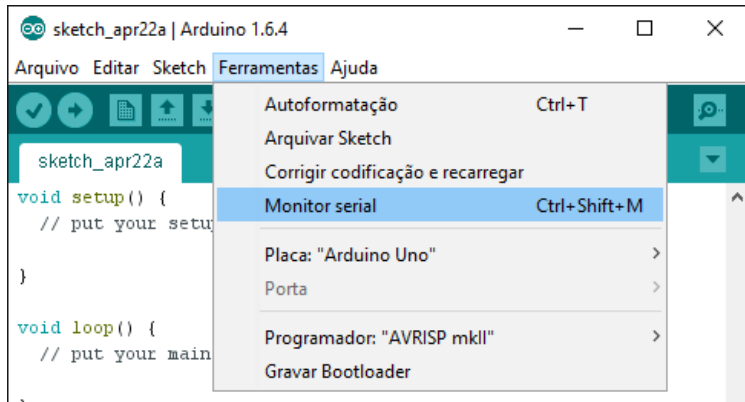 sketch_apr22a | Arduino 1.6.4
Arquivo Editar Sketch Ferramentas Ajuda
Autoformatação Ctrl+T
Arquivar Sketch
Corrigir codificação e recarregar
Monitor serial Ctrl+Shift+M
Placa: "Arduino Uno"
Porta
Programador: "AVRISP mkII"
Gravar Bootloader
sketch_apr22a
void setup() {
// put your setu
}
void loop() {
// put your main
}